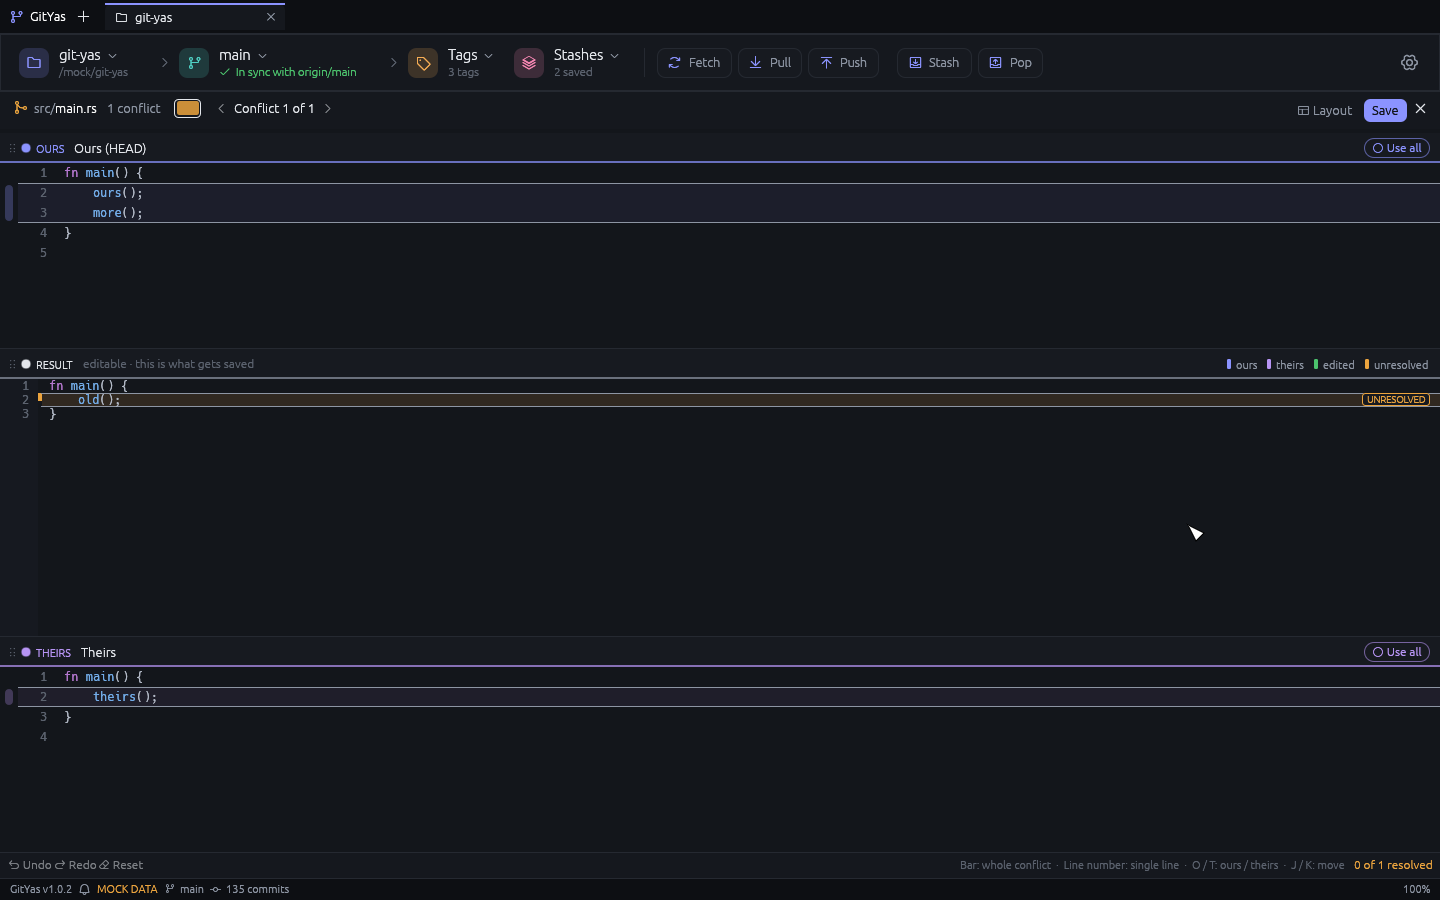 GitYas
git-yas
git-yas
/mock/git-yas
main
In sync with origin/main
Tags
3 tags
Stashes
2 saved
Fetch
Pull
Push
Stash
Pop
src/main.rs 1 conflict
Conflict 1 of 1
Layout
Save
OURS Ours (HEAD)
Use all
1 fn main() {
2 ours();
3 more();
4 }
5
RESULT editable · this is what gets saved
ours theirs edited unresolved
1 fn main() {
2 old();
UNRESOLVED
3 }
THEIRS Theirs
Use all
1 fn main() {
2 theirs();
3 }
4
Undo Redo Reset
Bar: whole conflict · Line number: single line · O / T: ours / theirs · J / K: move 0 of 1 resolved
GitYas v1.0.2 MOCK DATA main 135 commits
100%